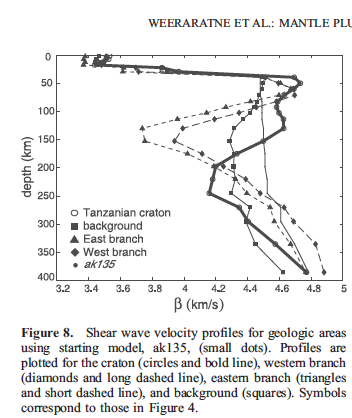 WEERARATNE ET AL.: MANTLE PLU
0
50
100
150
200
250
300
350
400
depth (km)
Tanzanian craton
background
East branch
West branch
ak135
3.2 3.4 3.6 3.8 4 4.2 4.4 4.6 4.8 5
β (km/s)
Figure 8. Shear wave velocity profiles for geologic areas
using starting model, ak135, (small dots). Profiles are
plotted for the craton (circles and bold line), western branch
(diamonds and long dashed line), eastern branch (triangles
and short dashed line), and background (squares). Symbols
correspond to those in Figure 4.